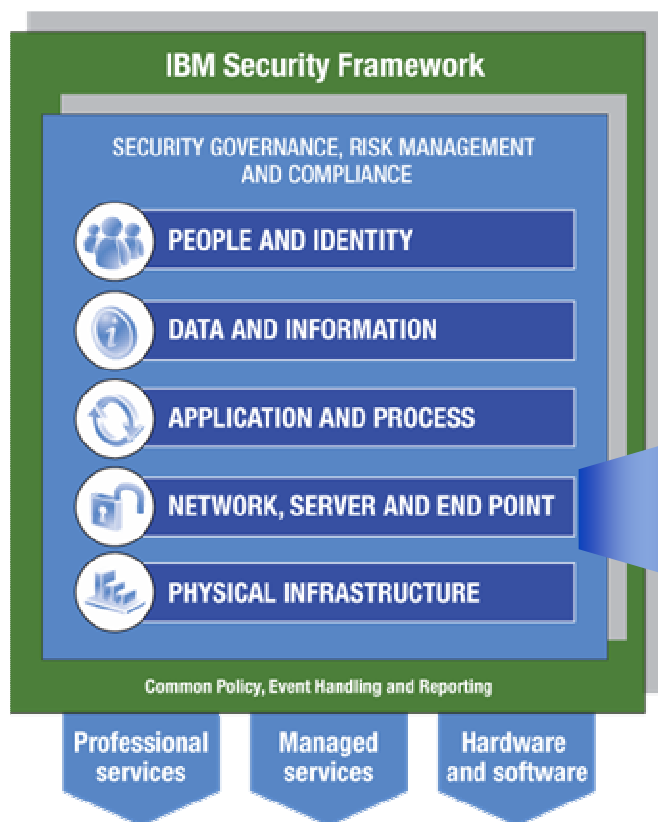 IBM Security Framework
SECURITY GOVERNANCE, RISK MANAGEMENT
AND COMPLIANCE
PEOPLE AND IDENTITY
DATA AND INFORMATION
APPLICATION AND PROCESS
NETWORK, SERVER AND END POINT
PHYSICAL INFRASTRUCTURE
Common Policy, Event Handling and Reporting
Professional
services
Managed
services
Hardware
and software